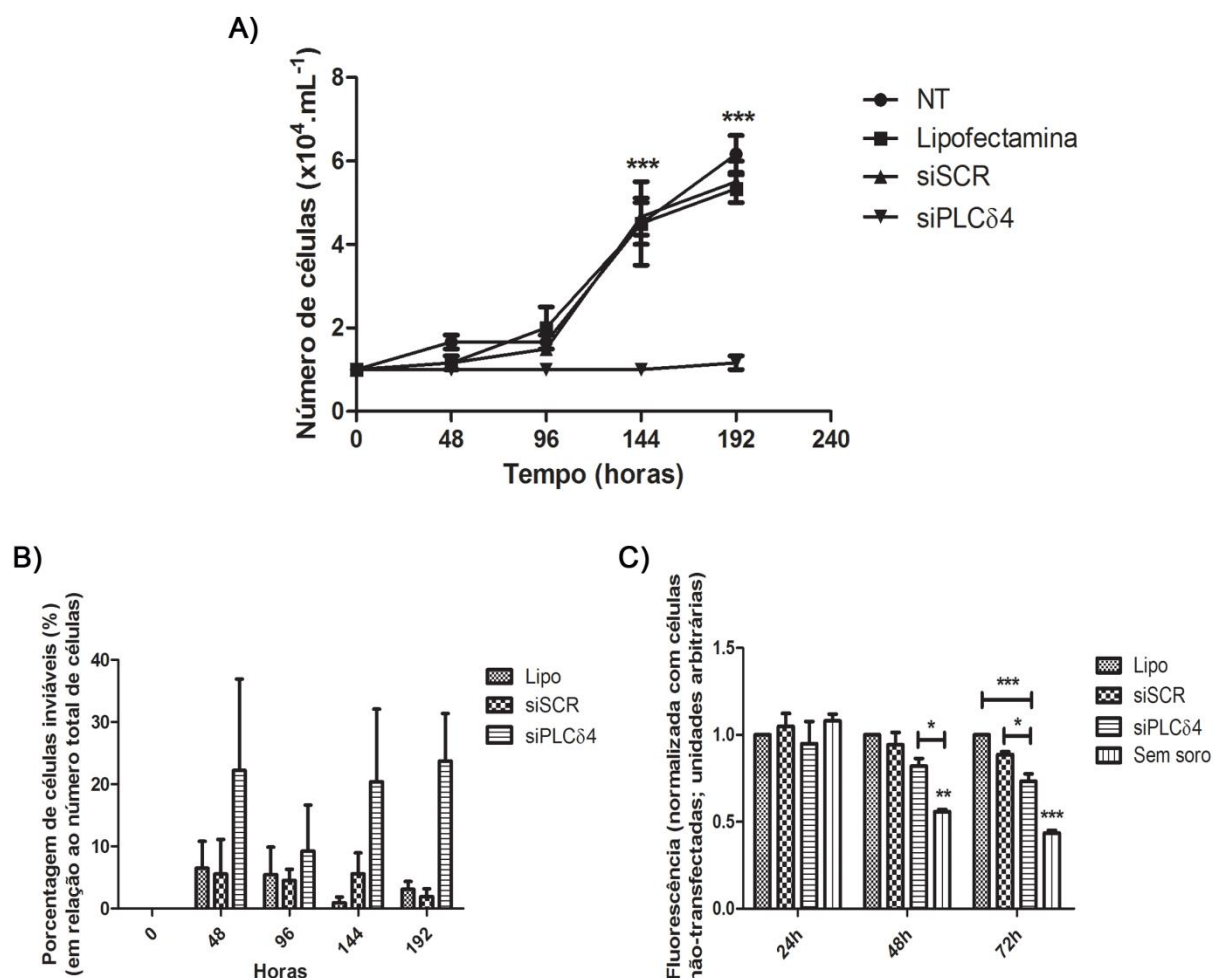 A)
Número de células (x10⁴.mL⁻¹)
8
6
4
2
0
***
***
0 48 96 144 192 240
Tempo (horas)
NT
Lipofectamina
siSCR
siPLCδ4
B)
Porcentagem de células inviáveis (%)
(em relação ao número total de células)
40
30
20
10
0
0 48 96 144 192
Horas
Lipo
siSCR
siPLCδ4
C)
Fluorescência (normalizada com células
não-transfectadas; unidades arbitrárias)
1.5
1.0
0.5
0.0
*
**
***
*
***
24h 48h 72h
Lipo
siSCR
siPLCδ4
Sem soro